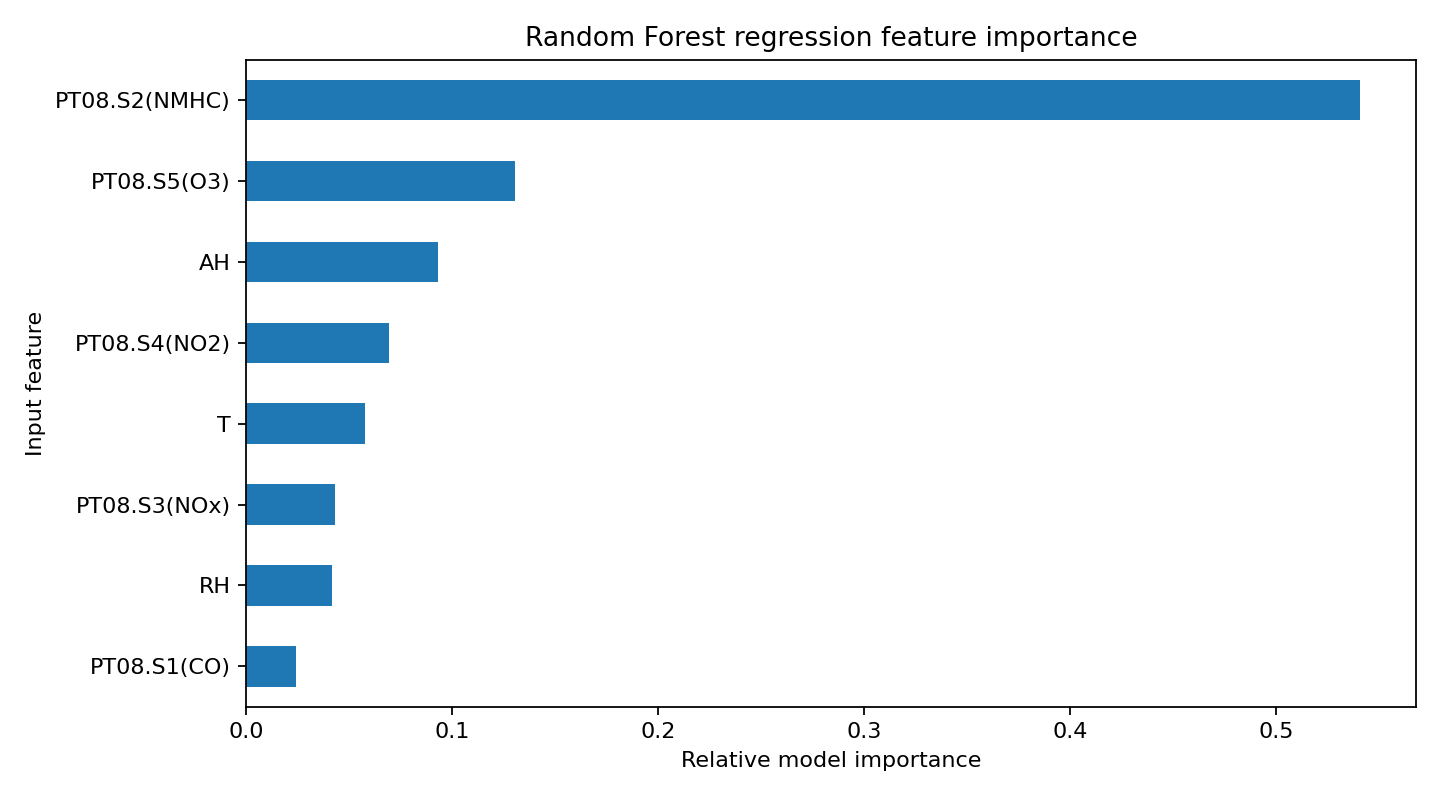 Random Forest regression feature importance
PT08.S2(NMHC)
PT08.S5(O3)
AH
PT08.S4(NO2)
T
PT08.S3(NOx)
RH
PT08.S1(CO)
Input feature
0.0 0.1 0.2 0.3 0.4 0.5
Relative model importance